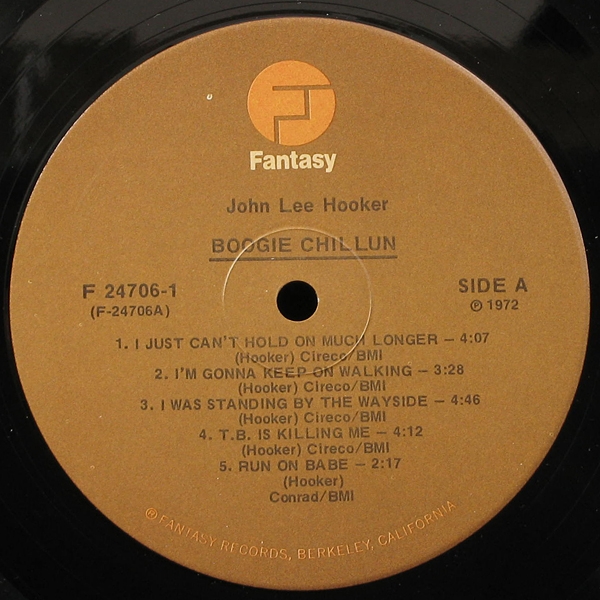 Fantasy
John Lee Hooker
BOOGIE CHILLUN
F 24706-1
(F-24706A)
SIDE A
℗ 1972
1. I JUST CAN'T HOLD ON MUCH LONGER – 4:07
(Hooker) Cireco/BMI
2. I'M GONNA KEEP ON WALKING – 3:28
(Hooker) Cireco/BMI
3. I WAS STANDING BY THE WAYSIDE – 4:46
(Hooker) Cireco/BMI
4. T.B. IS KILLING ME – 4:12
(Hooker) Cireco/BMI
5. RUN ON BABE – 2:17
(Hooker)
Conrad/BMI
® FANTASY RECORDS, BERKELEY, CALIFORNIA